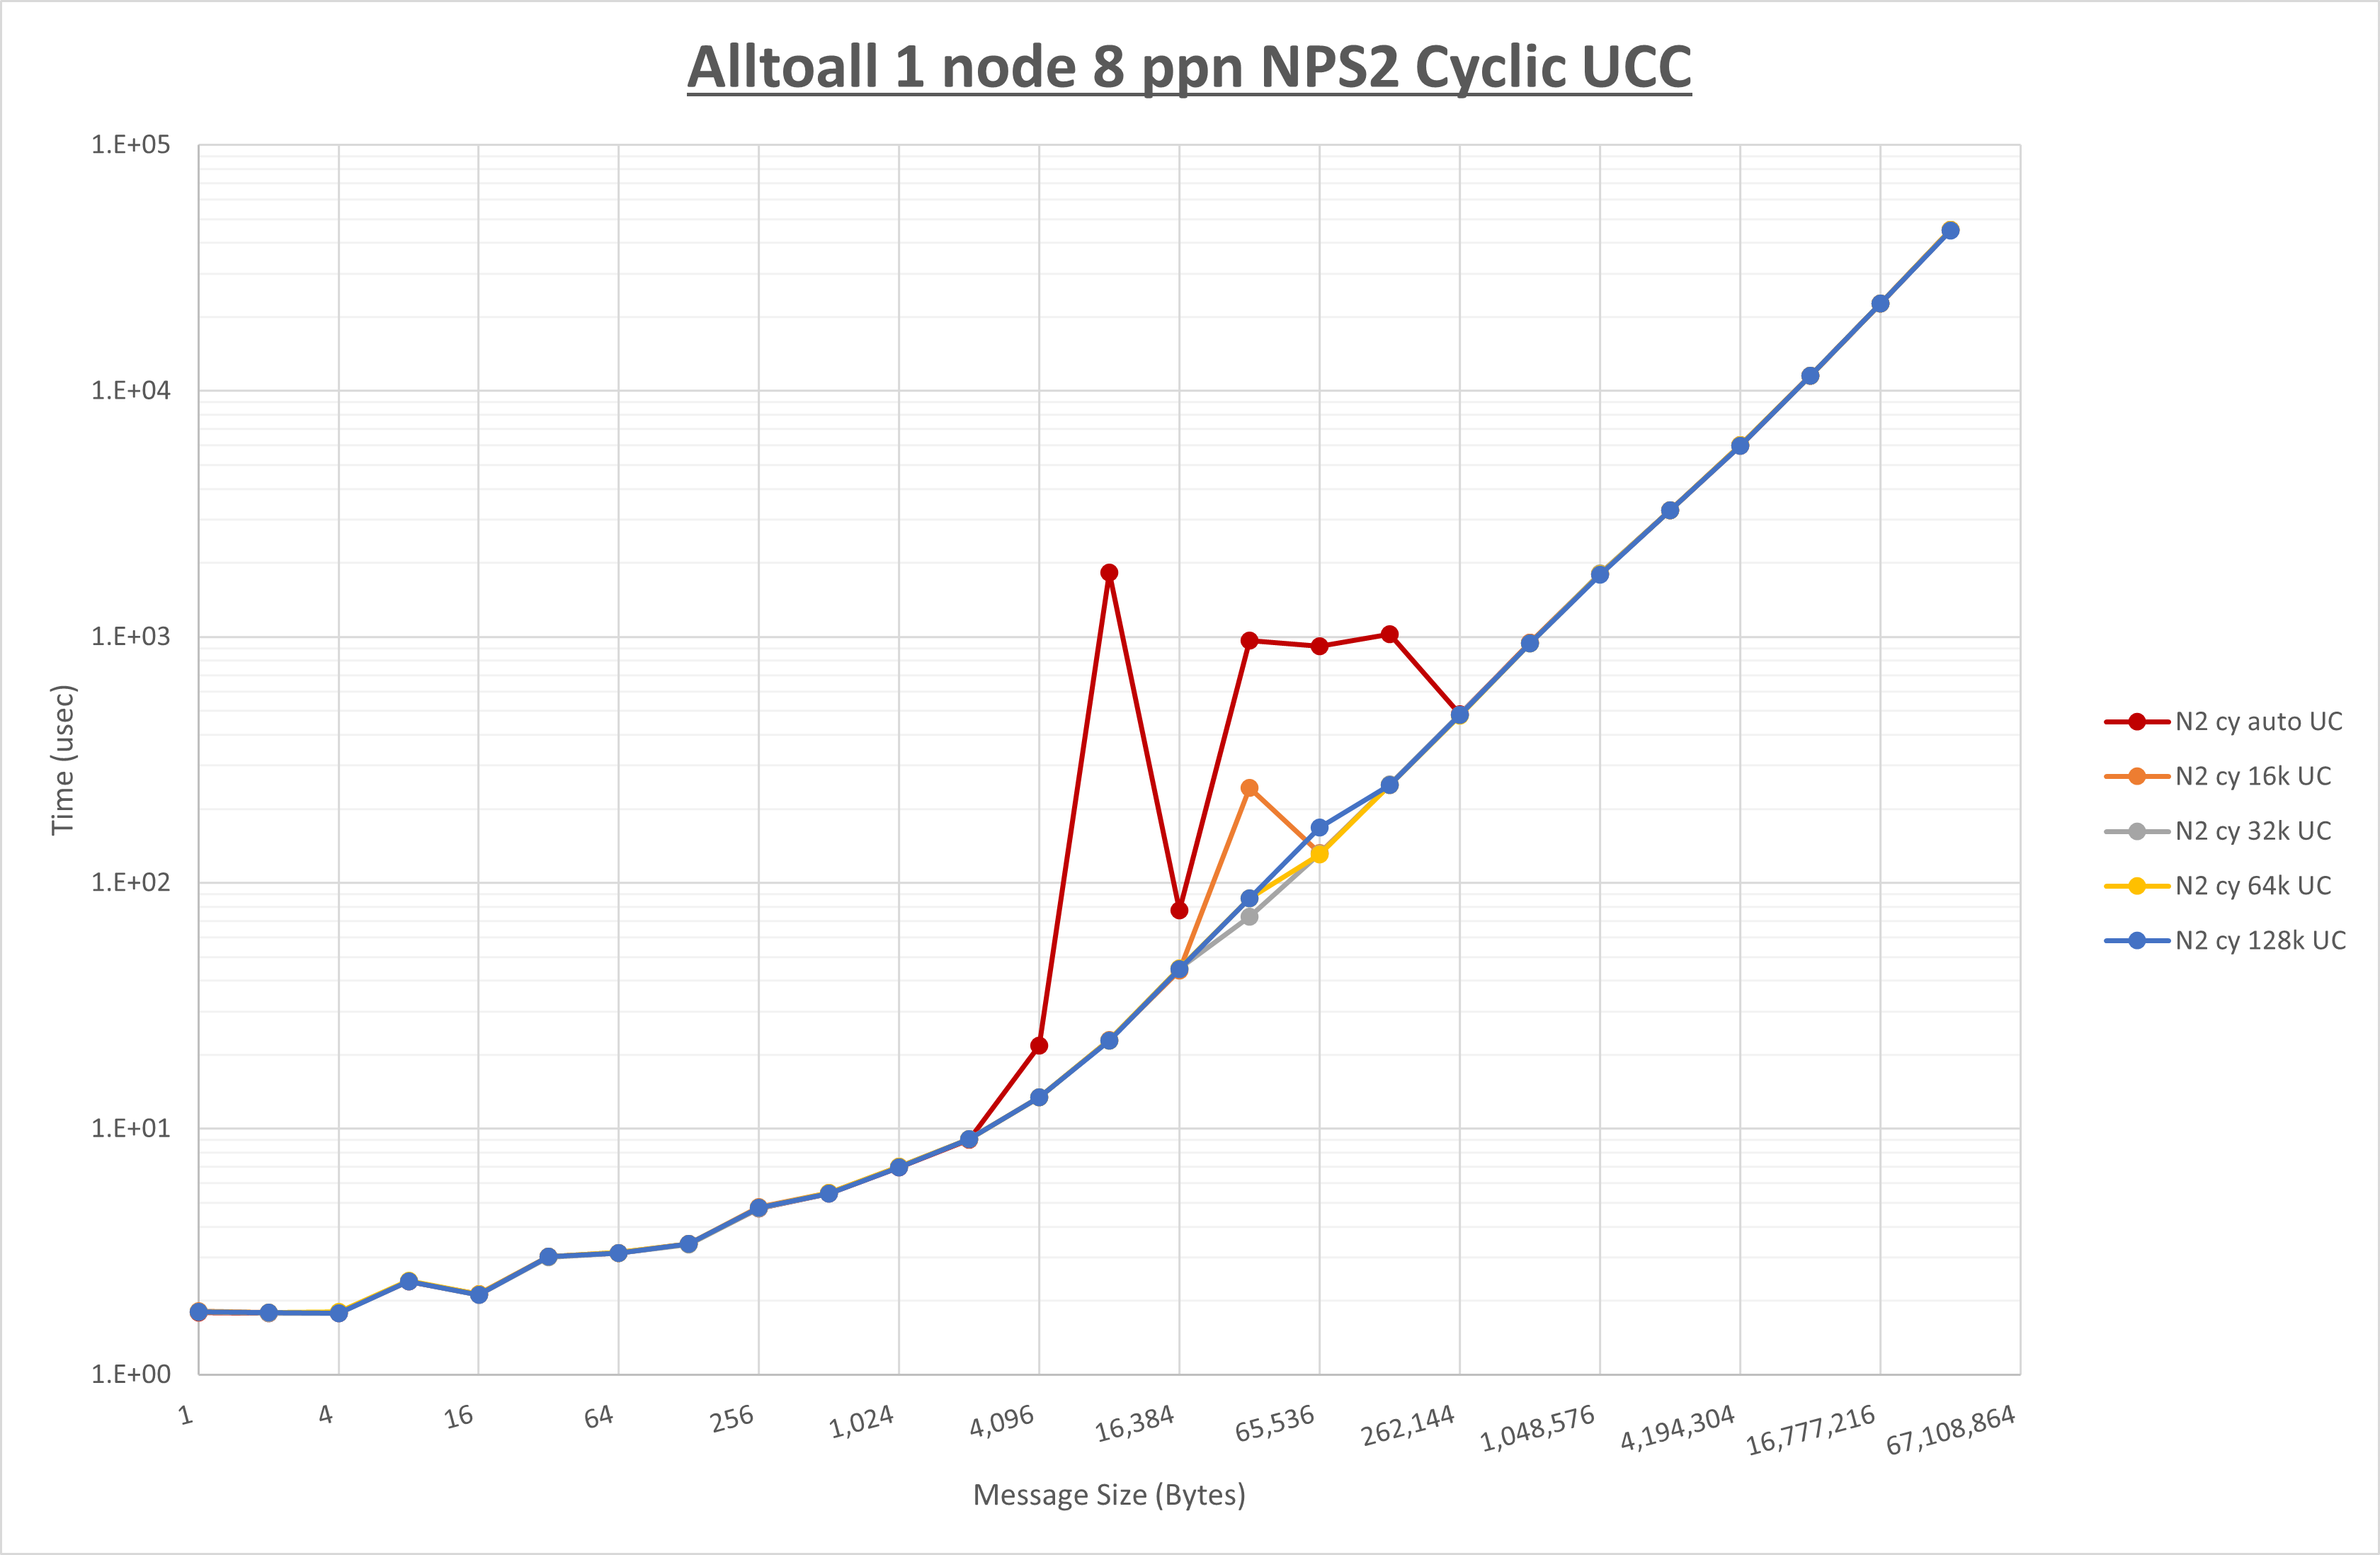 Alltoall 1 node 8 ppn NPS2 Cyclic UCC
1.E+05
1.E+04
1.E+03
1.E+02
1.E+01
1.E+00
Time (usec)
1
4
16
64
256
1,024
4,096
16,384
65,536
262,144
1,048,576
4,194,304
16,777,216
67,108,864
Message Size (Bytes)
N2 cy auto UC
N2 cy 16k UC
N2 cy 32k UC
N2 cy 64k UC
N2 cy 128k UC